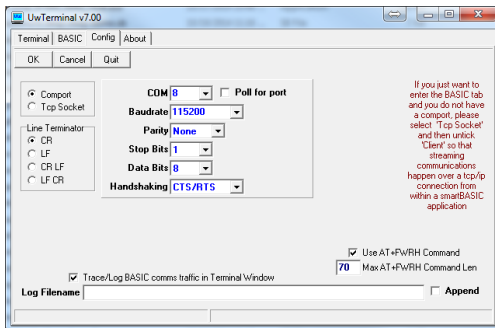 UwTerminal v7.00
Terminal BASIC Config About
OK Cancel Quit
Comport
Tcp Socket
Line Terminator
CR
LF
CR LF
LF CR
COM 8 Poll for port
Baudrate 115200
Parity None
Stop Bits 1
Data Bits 8
Handshaking CTS/RTS
If you just want to
enter the BASIC tab
and you do not have
a comport, please
select 'Tcp Socket'
and then untick
'Client' so that
streaming
communications
happen over a tcp/ip
connection from
within a smartBASIC
application
Use AT+FWRH Command
70 Max AT+FWRH Command Len
Trace/Log BASIC comms traffic in Terminal Window
Log Filename Append